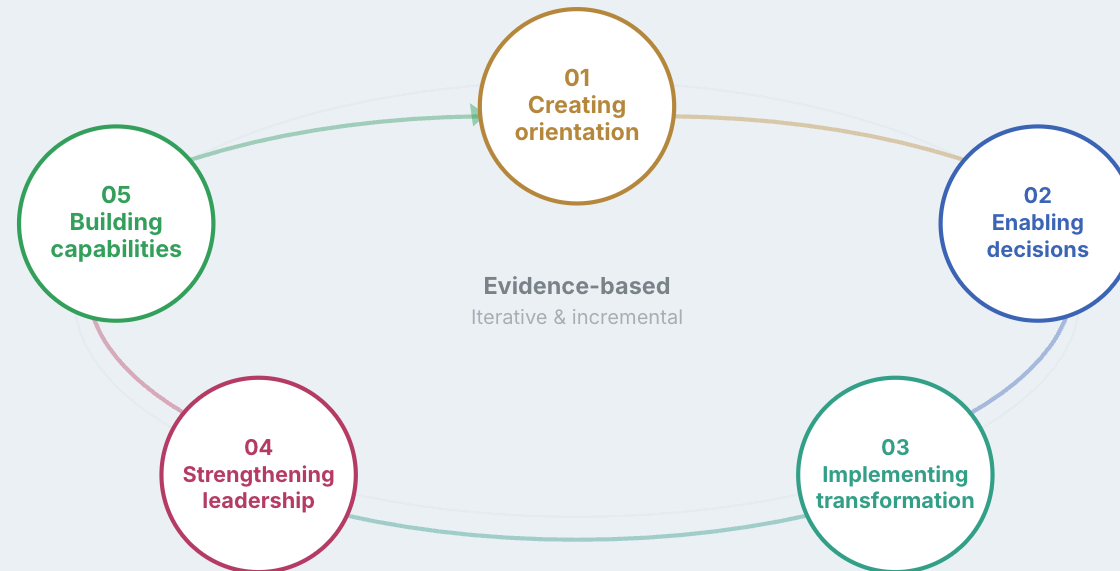 01
Creating
orientation
02
Enabling
decisions
03
Implementing
transformation
04
Strengthening
leadership
05
Building
capabilities
Evidence-based
Iterative & incremental